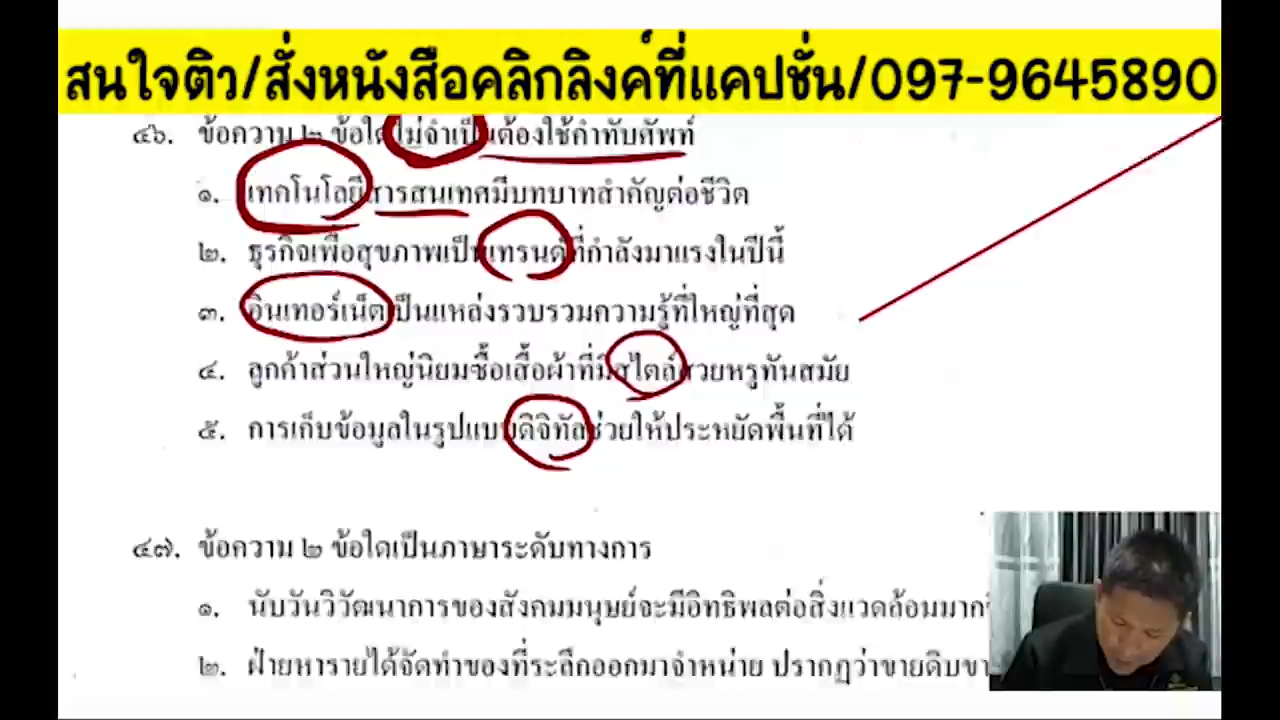 สนใจติว/สั่งหนังสือคลิกลิงค์ที่แคปชั่น/097-9645890
๔๖. ข้อความ ๒ ข้อใดไม่จำเป็นต้องใช้คำทับศัพท์
๑. เทคโนโลยีสารสนเทศมีบทบาทสำคัญต่อชีวิต
๒. ธุรกิจเพื่อสุขภาพเป็นเทรนด์ที่กำลังมาแรงในปีนี้
๓. อินเทอร์เน็ตเป็นแหล่งรวบรวมความรู้ที่ใหญ่ที่สุด
๔. ลูกค้าส่วนใหญ่นิยมซื้อเสื้อผ้าที่มีสไตล์สวยหรูทันสมัย
๕. การเก็บข้อมูลในรูปแบบดิจิทัลช่วยให้ประหยัดพื้นที่ได้
๔๗. ข้อความ ๒ ข้อใดเป็นภาษาระดับทางการ
๑. นับวันวิวัฒนาการของสังคมมนุษย์จะมีอิทธิพลต่อสิ่งแวดล้อมมาก
๒. ฝ่ายหารายได้จัดทำของที่ระลึกออกมาจำหน่าย ปรากฏว่าขายดิบ